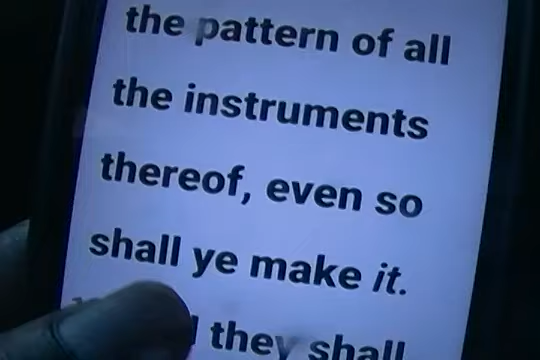 the pattern of all
the instruments
thereof, even so
shall ye make it.
they shall